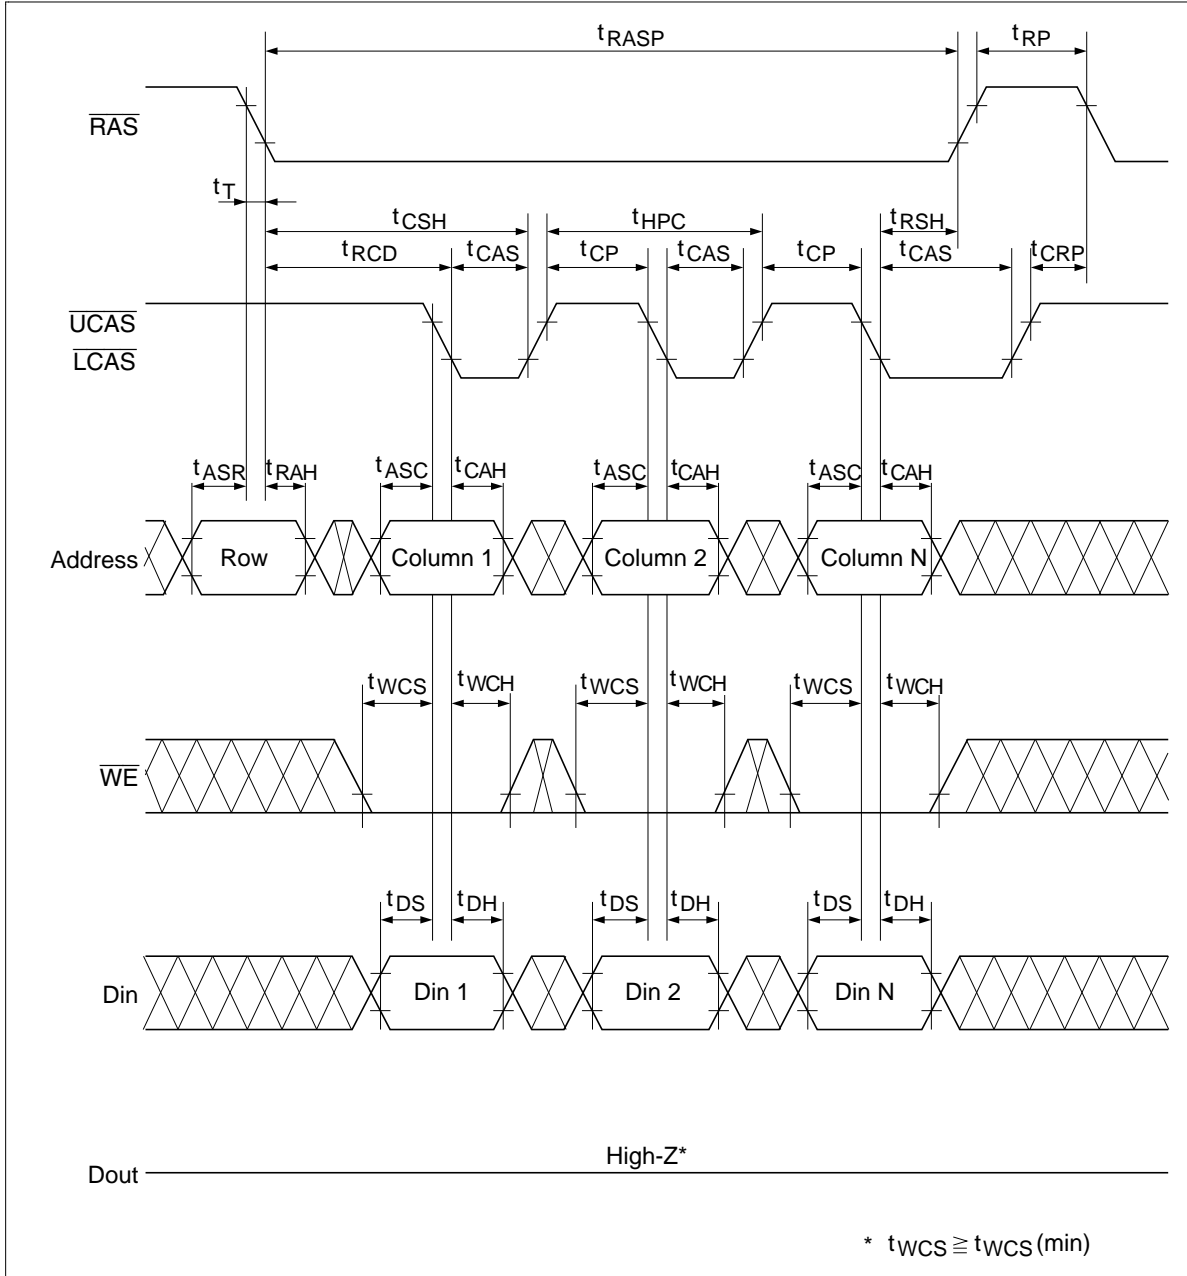 tRASP tRP
RAS
tT
tCSH tHPC tRSH
tRCD tCAS tCP tCAS tCP tCAS tCRP
UCAS
LCAS
tASR tRAH tASC tCAH tASC tCAH tASC tCAH
Address Row Column 1 Column 2 Column N
tWCS tWCH tWCS tWCH tWCS tWCH
WE
tDS tDH tDS tDH tDS tDH
Din Din 1 Din 2 Din N
High-Z*
Dout
* tWCS ≧ tWCS (min)